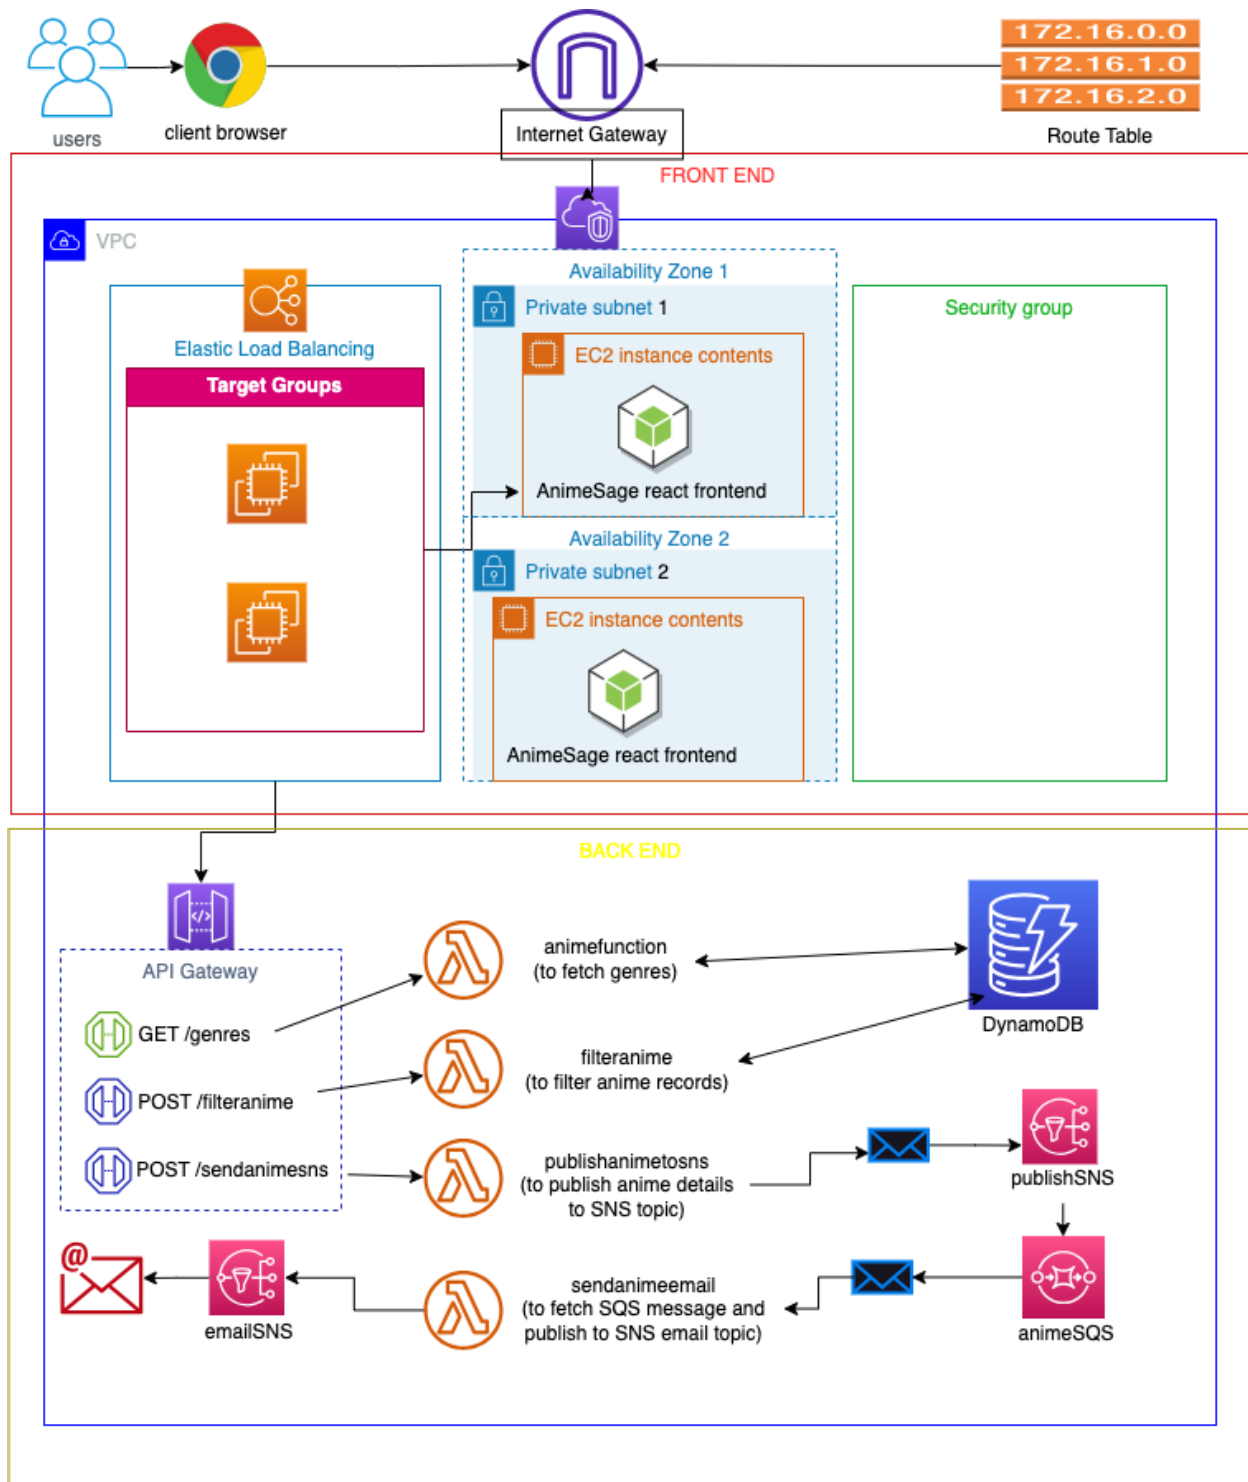 172.16.0.0
172.16.1.0
172.16.2.0
users
client browser
Internet Gateway
Route Table
FRONT END
VPC
Availability Zone 1
Private subnet 1
Security group
Elastic Load Balancing
EC2 instance contents
Target Groups
AnimeSage react frontend
Availability Zone 2
Private subnet 2
EC2 instance contents
AnimeSage react frontend
BACK END
API Gateway
animefunction
(to fetch genres)
DynamoDB
GET /genres
filteranime
(to filter anime records)
POST /filteranime
POST /sendanimesns
publishanimetosns
(to publish anime details
to SNS topic)
publishSNS
sendanimeemail
(to fetch SQS message and
publish to SNS email topic)
emailSNS
animeSQS